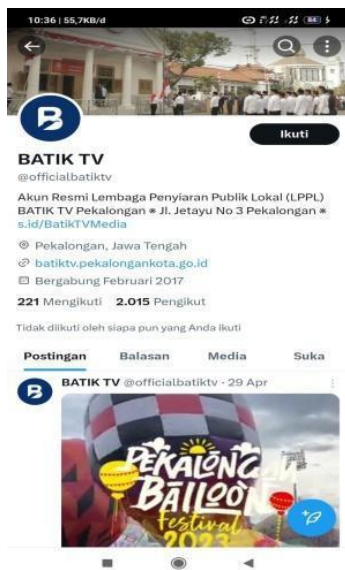 10:36 | 55,7KB/d
Ikuti
BATIK TV
@officialbatiktv
Akun Resmi Lembaga Penyiaran Publik Lokal (LPPL)
BATIK TV Pekalongan * Jl. Jetayu No 3 Pekalongan *
s.id/BatikTVMedia
Pekalongan, Jawa Tengah
batiktv.pekalongankota.go.id
Bergabung Februari 2017
221 Mengikuti 2.015 Pengikut
Tidak diikuti oleh siapa pun yang Anda ikuti
Postingan Balasan Media Suka
BATIK TV @officialbatiktv · 29 Apr
PEKALONGAN
BALLOON
Festival
2023